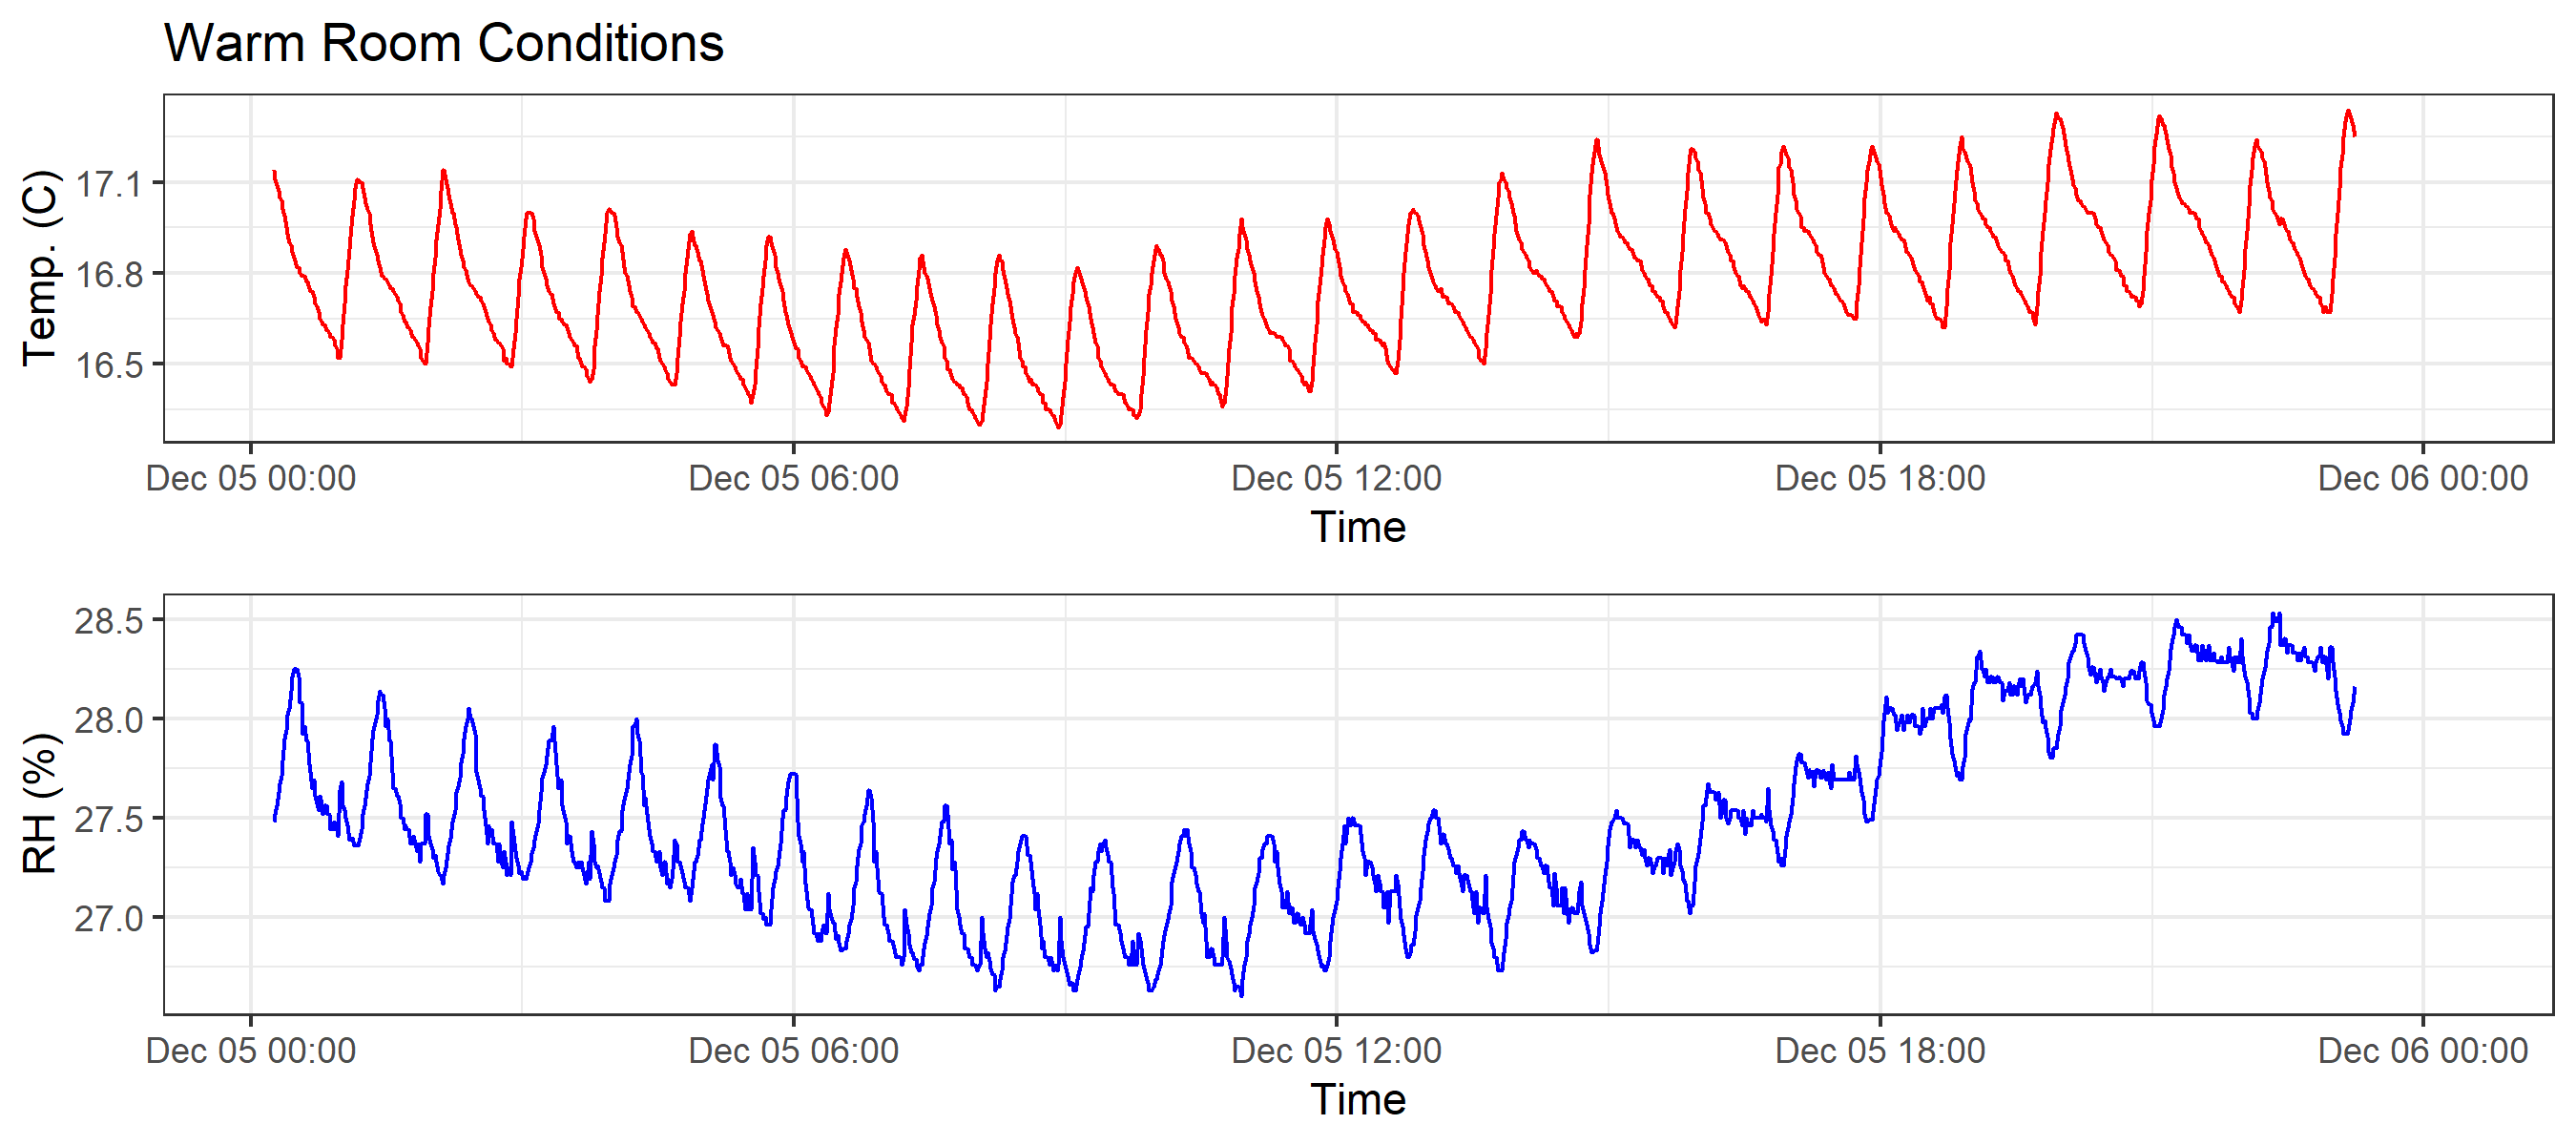 Warm Room Conditions
Temp. (C)
17.1
16.8
16.5
Dec 05 00:00 Dec 05 06:00 Dec 05 12:00 Dec 05 18:00 Dec 06 00:00
Time
RH (%)
28.5
28.0
27.5
27.0
Dec 05 00:00 Dec 05 06:00 Dec 05 12:00 Dec 05 18:00 Dec 06 00:00
Time